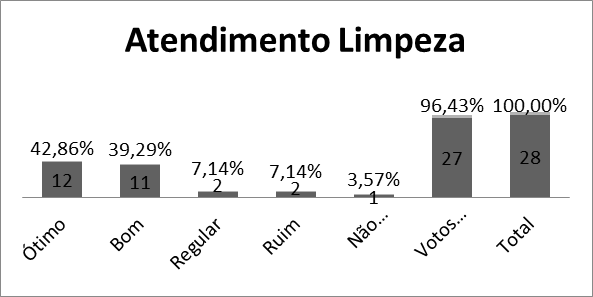 Atendimento Limpeza
42,86%
39,29%
7,14%
7,14%
3,57%
96,43%
100,00%
12
11
2
2
1
27
28
Ótimo
Bom
Regular
Ruim
Não...
Votos...
Total